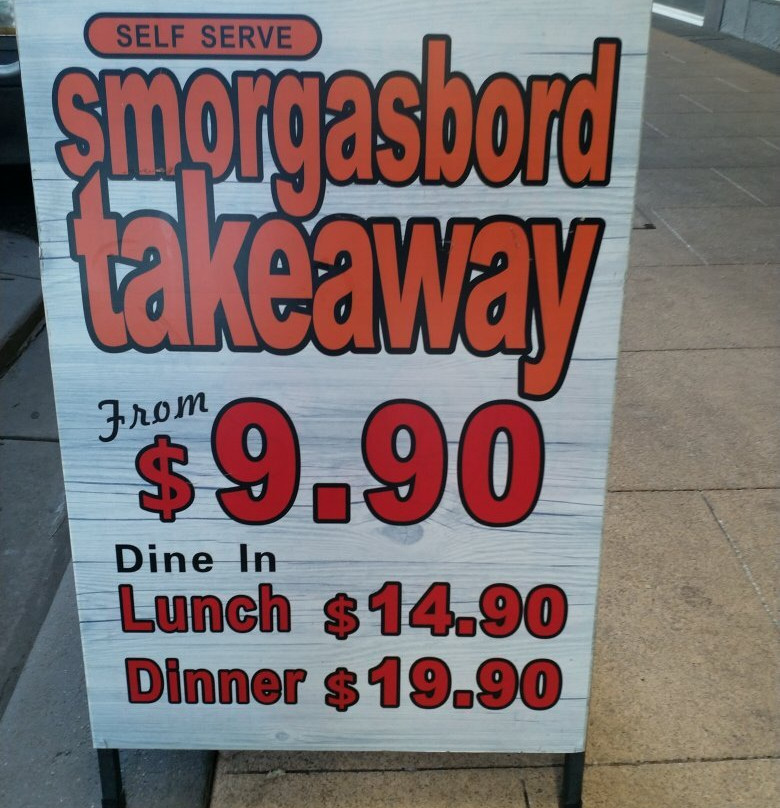 SELF SERVE
smorgasbord
takeaway
From
$9.90
Dine In
Lunch $14.90
Dinner $19.90